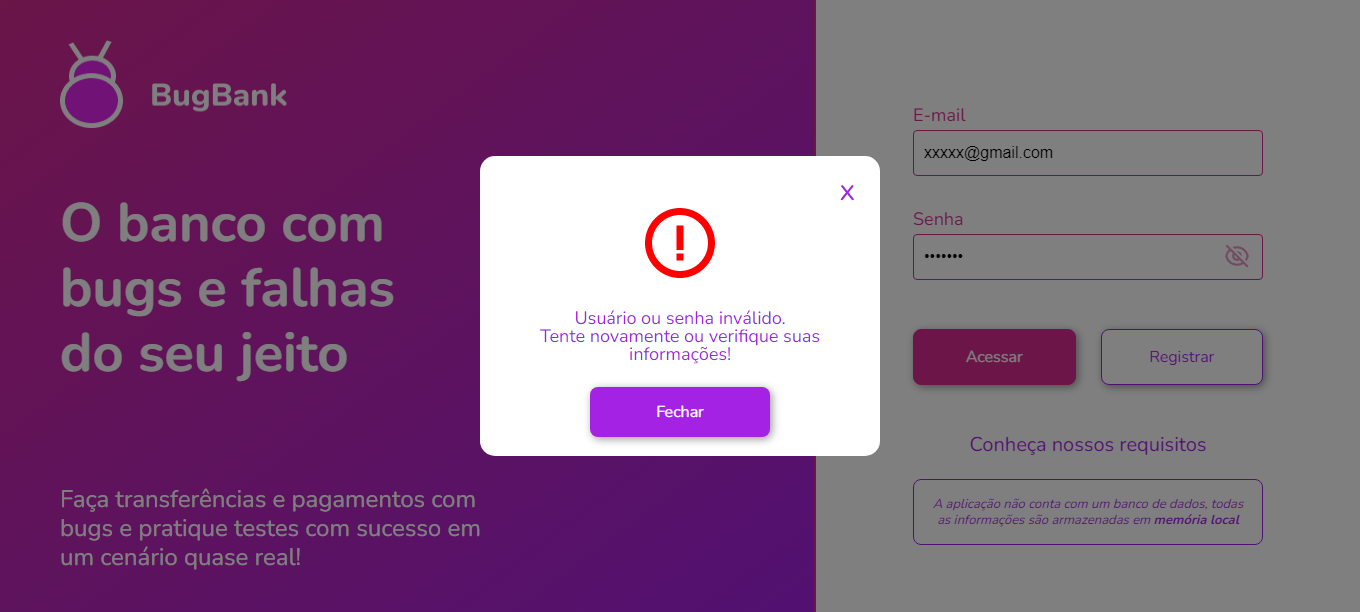 BugBank
O banco com
bugs e falhas
do seu jeito
Faça transferências e pagamentos com
bugs e pratique testes com sucesso em
um cenário quase real!
X
Usuário ou senha inválido.
Tente novamente ou verifique suas
informações!
Fechar
E-mail
xxxxx@gmail.com
Senha
•••••••
Acessar
Registrar
Conheça nossos requisitos
A aplicação não conta com um banco de dados, todas
as informações são armazenadas em memória local